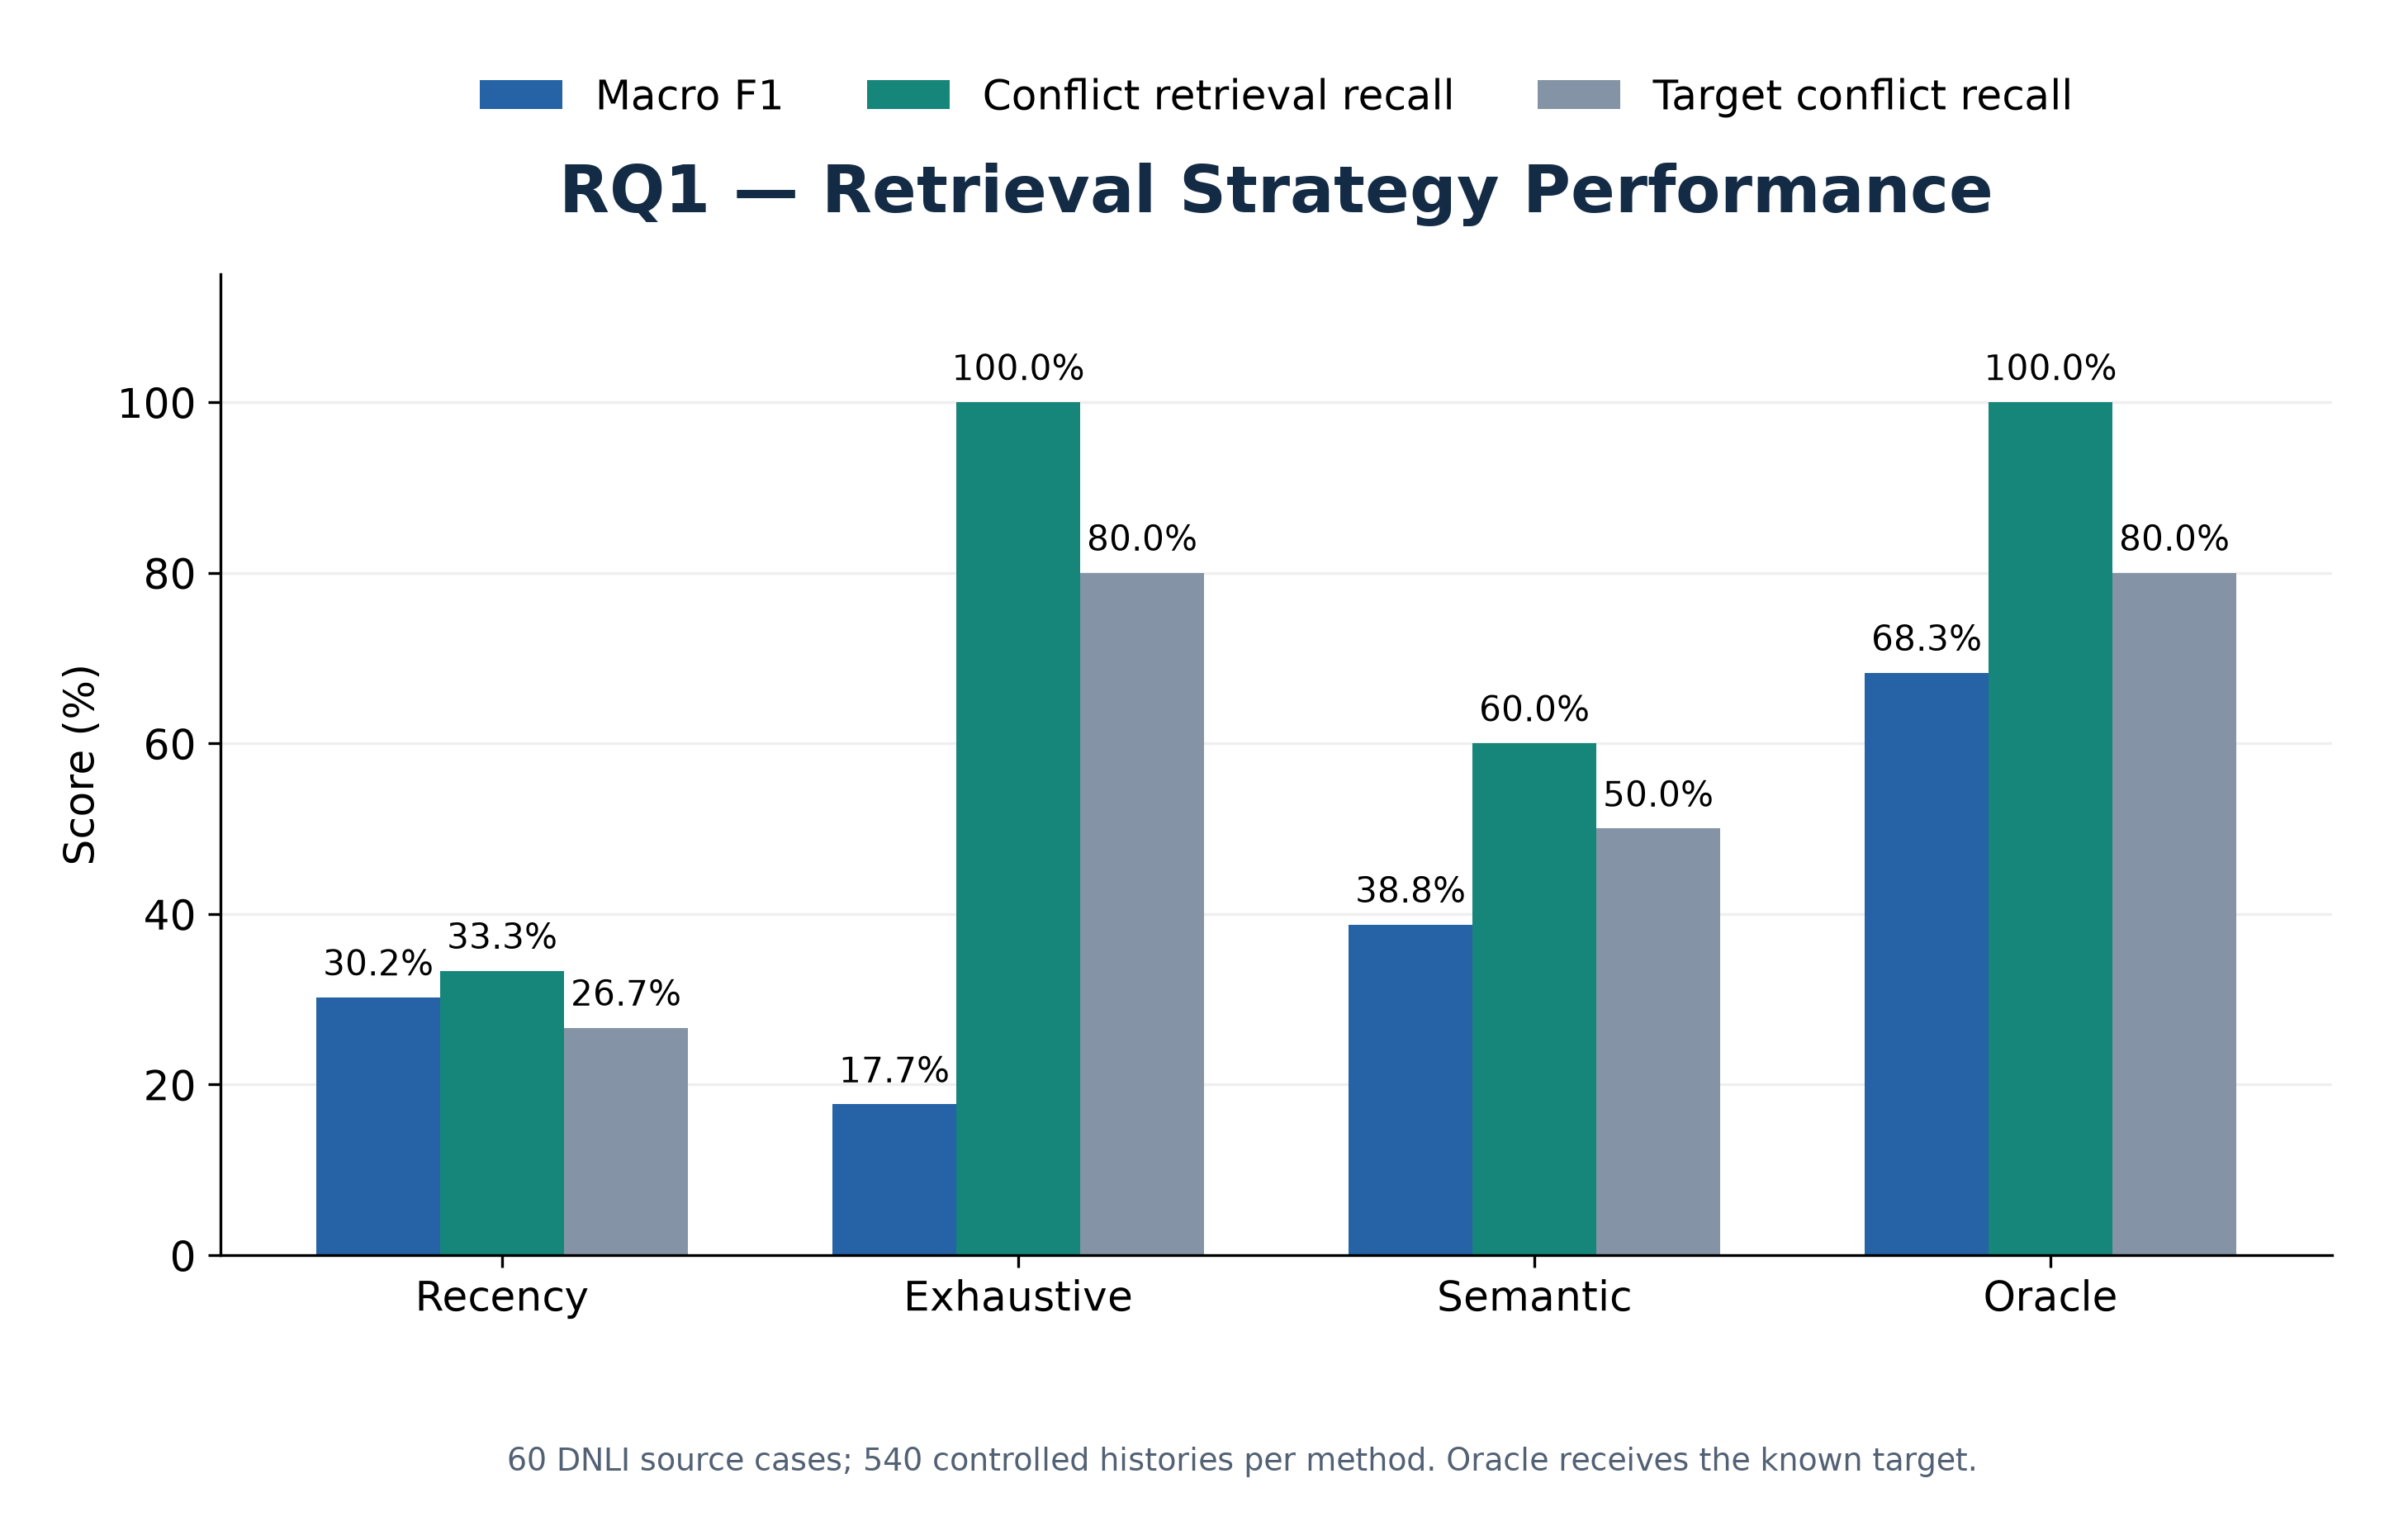 Macro F1 Conflict retrieval recall Target conflict recall
RQ1 — Retrieval Strategy Performance
Score (%)
100
80
60
40
20
0
30.2% 33.3% 26.7%
17.7% 100.0% 80.0%
38.8% 60.0% 50.0%
68.3% 100.0% 80.0%
Recency Exhaustive Semantic Oracle
60 DNLI source cases; 540 controlled histories per method. Oracle receives the known target.